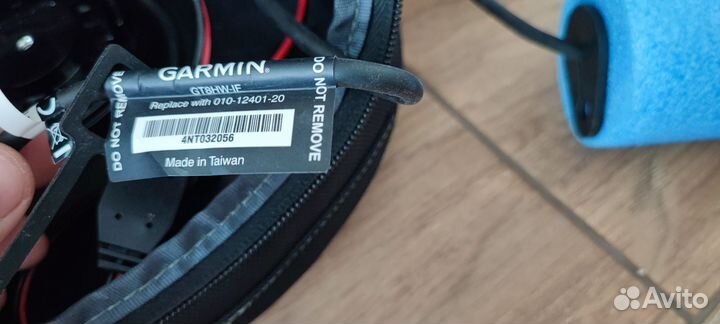 GARMIN.
GT8HW-IF
Replace with 010-12401-20
4NT032056
Made in Taiwan
DO NOT REMOVE
DO NOT REMOVE
Avito